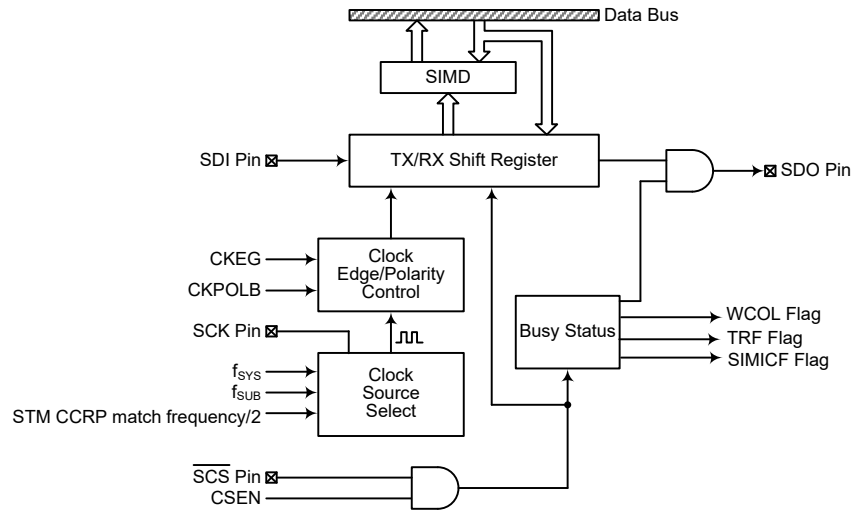 Data Bus
SIMD
SDI Pin
TX/RX Shift Register
SDO Pin
CKEG
CKPOLB
Clock
Edge/Polarity
Control
SCK Pin
Busy Status
WCOL Flag
TRF Flag
SIMICF Flag
fSYS
fSUB
STM CCRP match frequency/2
Clock
Source
Select
SCS Pin
CSEN